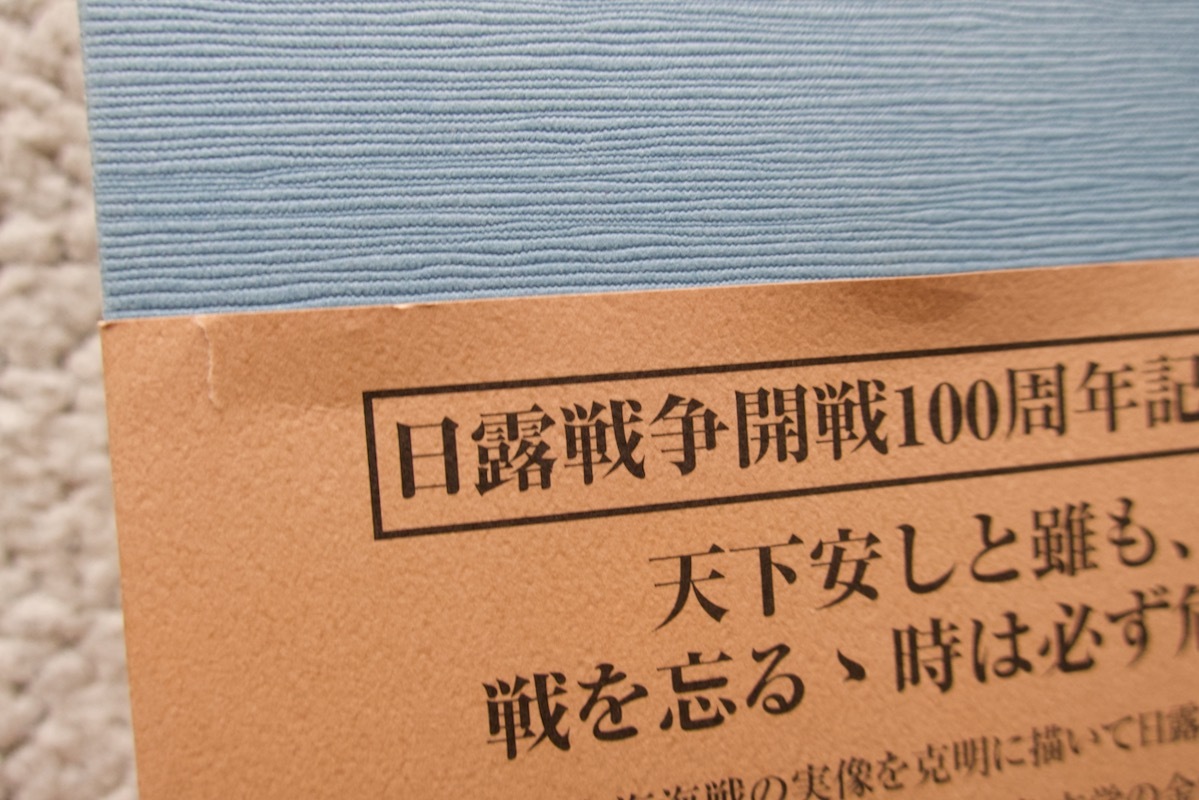 日露戦争開戦100周年記
天下安しと雖も、
戦を忘るゝ時は必ず危
海戦の実像を克明に描いて日露